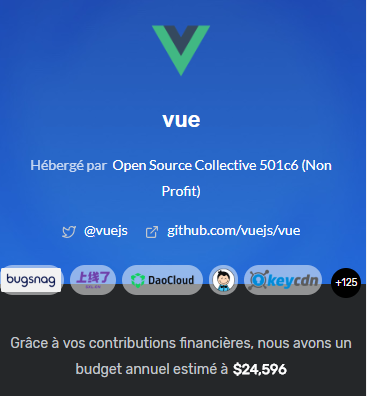 vue
Hébergé par Open Source Collective 501c6 (Non
Profit)
@vuejs github.com/vuejs/vue
bugsnag 上线了 DaoCloud keycdn +125
Grâce à vos contributions financières, nous avons un
budget annuel estimé à $24,596